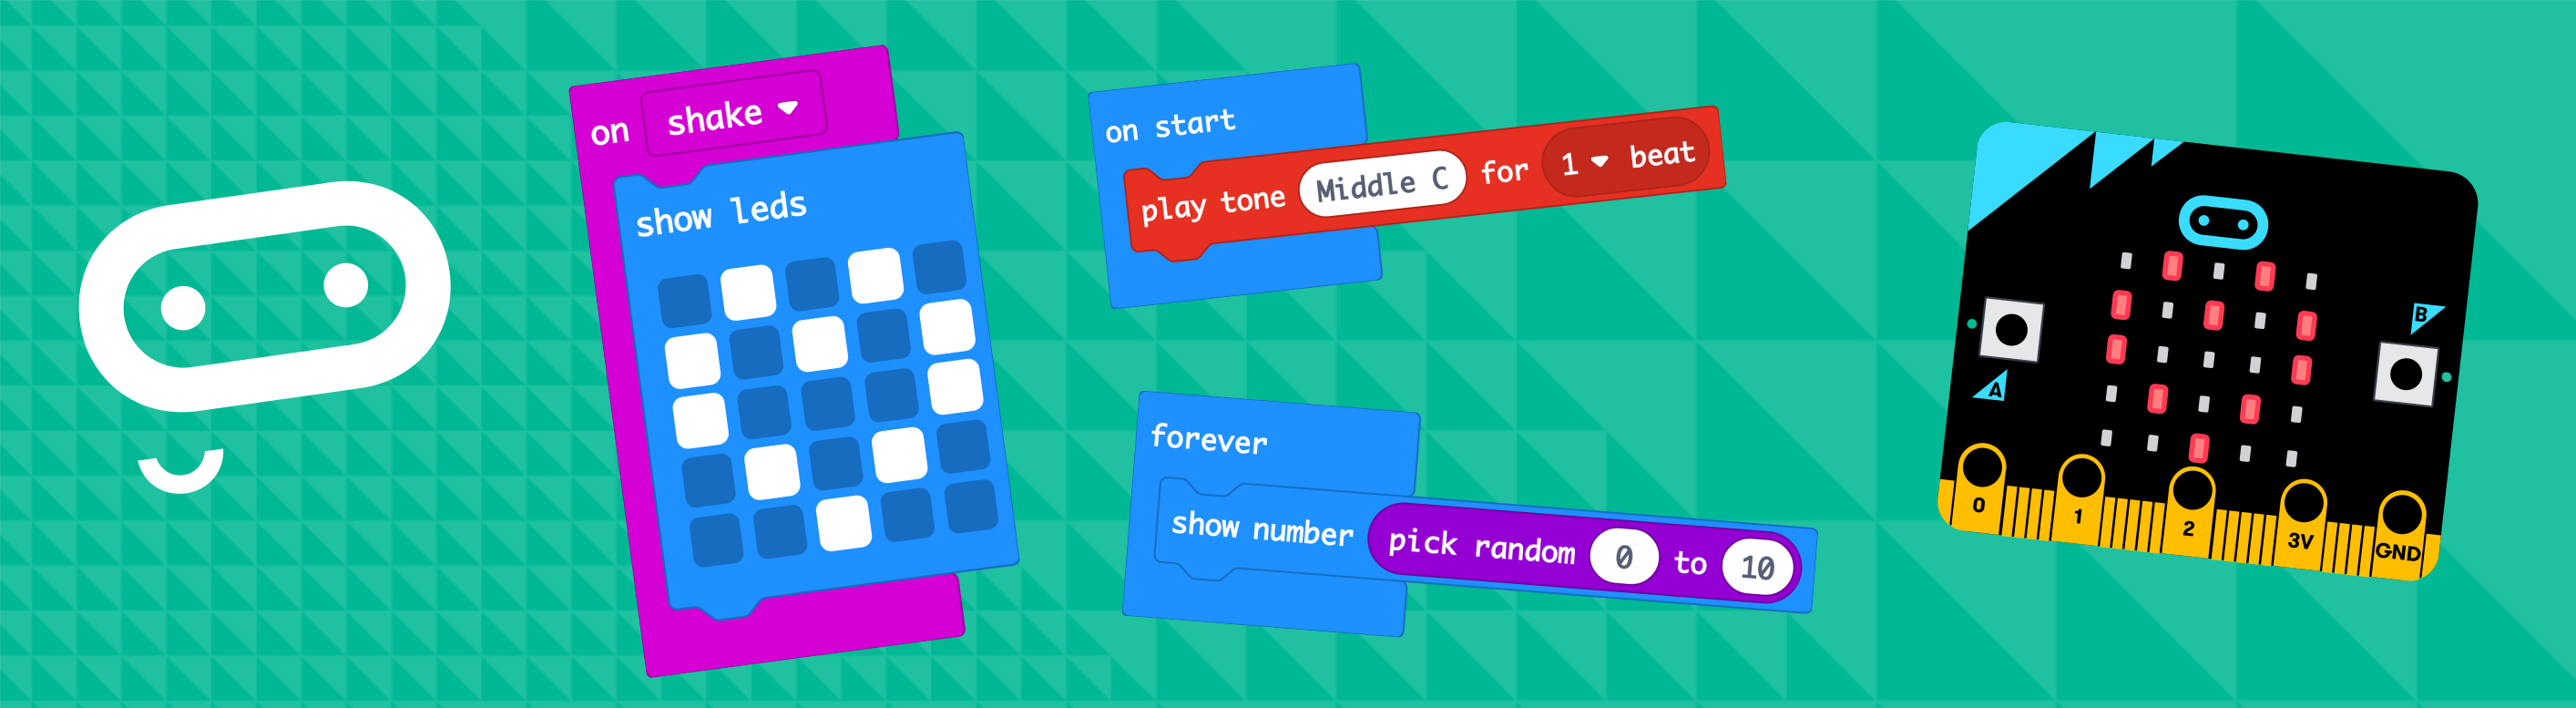 on shake
show leds
on start
play tone Middle C for 1 beat
forever
show number pick random 0 to 10
B
A
0 1 2 3V GND